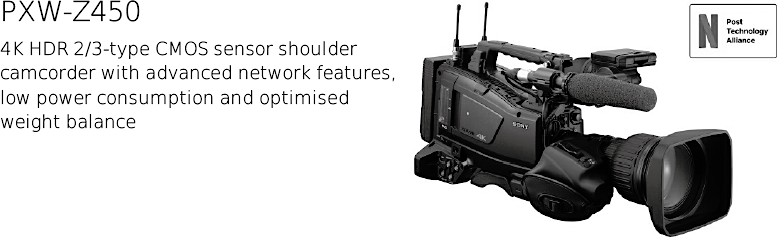 PXW-Z450
4K HDR 2/3-type CMOS sensor shoulder
camcorder with advanced network features,
low power consumption and optimised
weight balance
N
Post
Technology
Alliance
SONY
4K